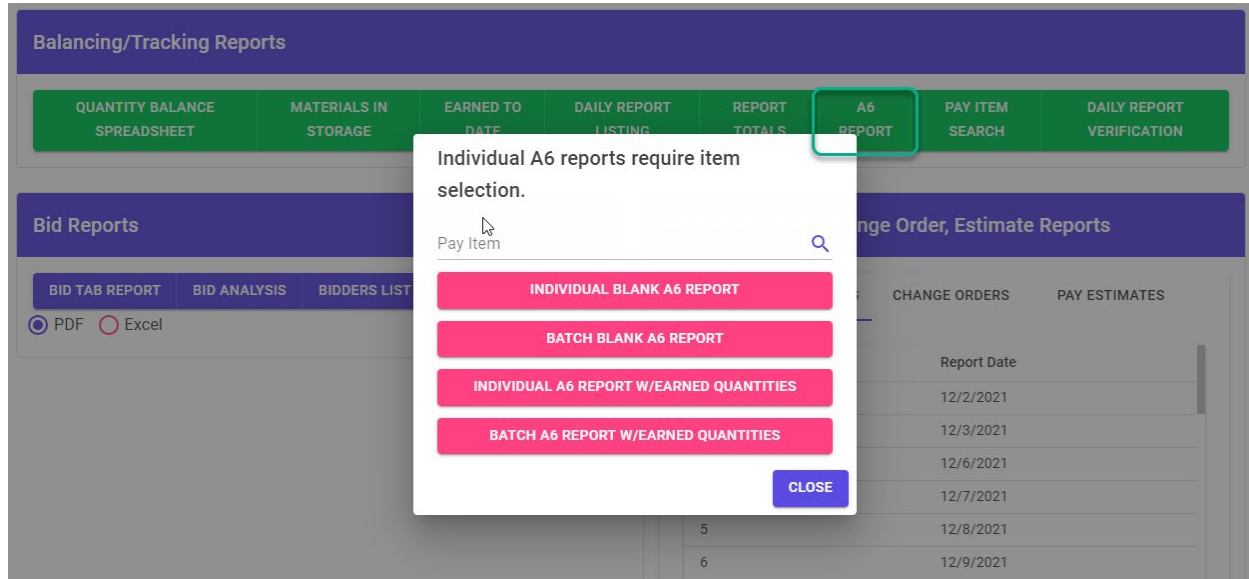 Balancing/Tracking Reports
QUANTITY BALANCE
SPREADSHEET
MATERIALS IN
STORAGE
EARNED TO
DATE
DAILY REPORT
LISTING
REPORT
TOTALS
A6
REPORT
PAY ITEM
SEARCH
DAILY REPORT
VERIFICATION
Individual A6 reports require item
selection.
Pay Item
INDIVIDUAL BLANK A6 REPORT
BATCH BLANK A6 REPORT
INDIVIDUAL A6 REPORT W/EARNED QUANTITIES
BATCH A6 REPORT W/EARNED QUANTITIES
CLOSE
Bid Reports
BID TAB REPORT
BID ANALYSIS
BIDDERS LIST
PDF
Excel
nge Order, Estimate Reports
CHANGE ORDERS
PAY ESTIMATES
Report Date
12/2/2021
12/3/2021
12/6/2021
12/7/2021
5 12/8/2021
6 12/9/2021